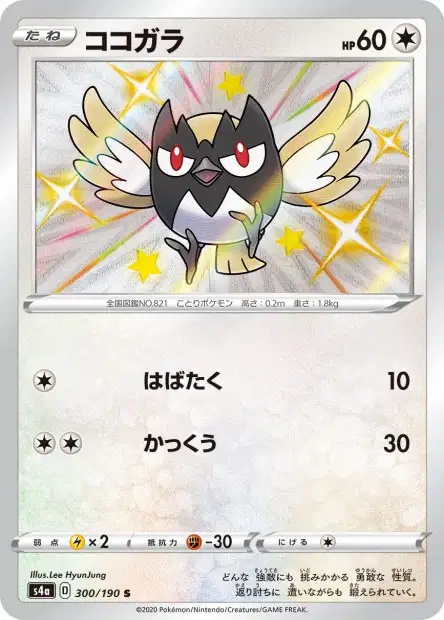 たね ココガラ HP60
全国図鑑NO.821 ことりポケモン 高さ:0.2m 重さ:1.8kg
はばたく 10
かっくう 30
弱点 ×2 抵抗力 -30 にげる
Illus.Lee HyunJung
どんな 強敵にも 挑みかかる 勇敢な 性質。
s4a D 300/190 S
返り討ちに 遭いながらも 鍛えられていく。
©2020 Pokémon/Nintendo/Creatures/GAME FREAK.